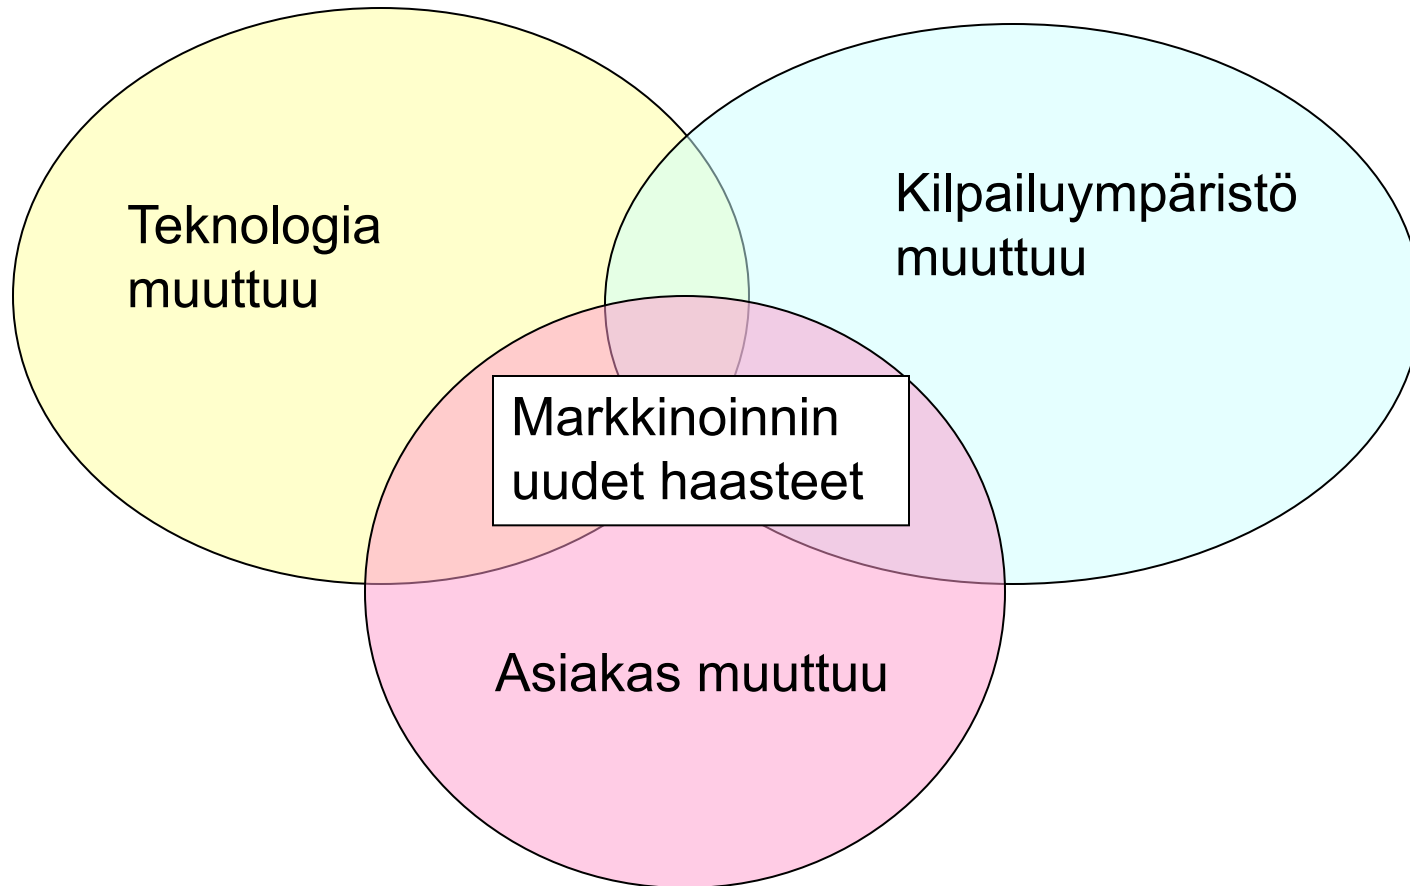 Teknologia
muuttuu
Kilpailuympäristö
muuttuu
Markkinoinnin
uudet haasteet
Asiakas muuttuu